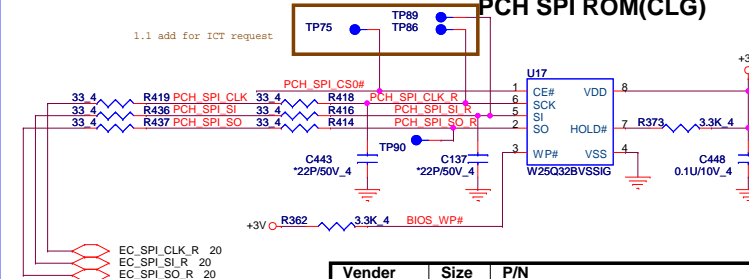 PCH SPI ROM(CLG)
1.1 add for ICT request
TP75
TP89
TP86
+3
PCH_SPI_CS0#
U17
33_4 R419 PCH_SPI_CLK 33_4 R418 PCH_SPI_CLK_R
33_4 R436 PCH_SPI_SI 33_4 R416 PCH_SPI_SI_R
33_4 R437 PCH_SPI_SO 33_4 R414 PCH_SPI_SO_R
1 CE# VDD 8
6 SCK
5 SI
2 SO HOLD# 7 R373 3.3K_4
3 WP# VSS 4
W25Q32BVSSIG
TP90
C443
*22P/50V_4
C137
*22P/50V_4
C448
0.1U/10V_4
+3V R362 3.3K_4 BIOS_WP#
EC_SPI_CLK_R 20
EC_SPI_SI_R 20
EC_SPI_SO_R 20
Vender Size P/N